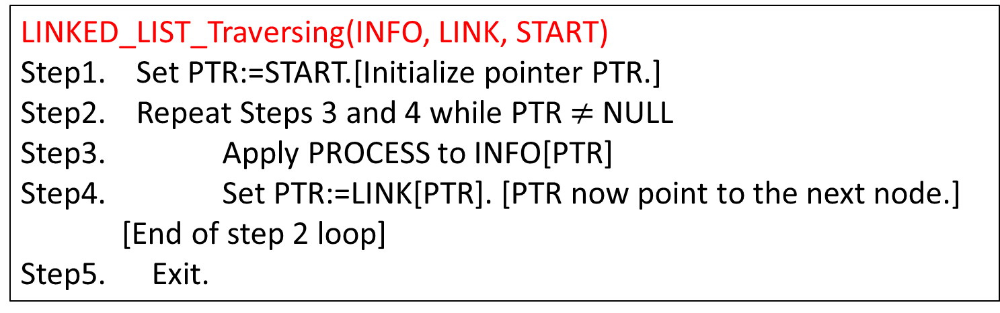 LINKED_LIST_Traversing(INFO, LINK, START)
Step1. Set PTR:=START.[Initialize pointer PTR.]
Step2. Repeat Steps 3 and 4 while PTR ≠ NULL
Step3. Apply PROCESS to INFO[PTR]
Step4. Set PTR:=LINK[PTR]. [PTR now point to the next node.]
[End of step 2 loop]
Step5. Exit.